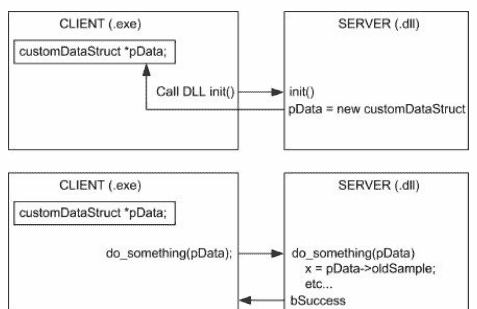 CLIENT (.exe)
customDataStruct *pData;
Call DLL init()
SERVER (.dll)
init()
pData = new customDataStruct
CLIENT (.exe)
customDataStruct *pData;
do_something(pData);
SERVER (.dll)
do_something(pData)
x = pData->oldSample;
etc...
bSuccess